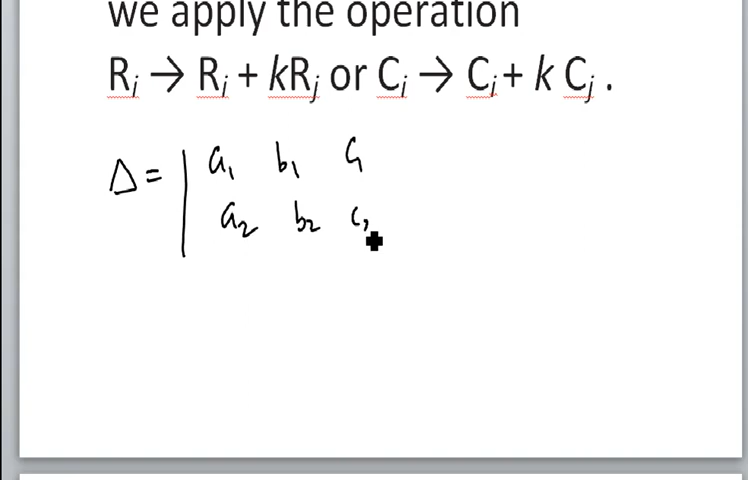 we apply the operation
Rᵢ → Rᵢ + kRⱼ or Cᵢ → Cᵢ + k Cⱼ .
Δ = | a₁ b₁ c₁
a₂ b₂ c₂